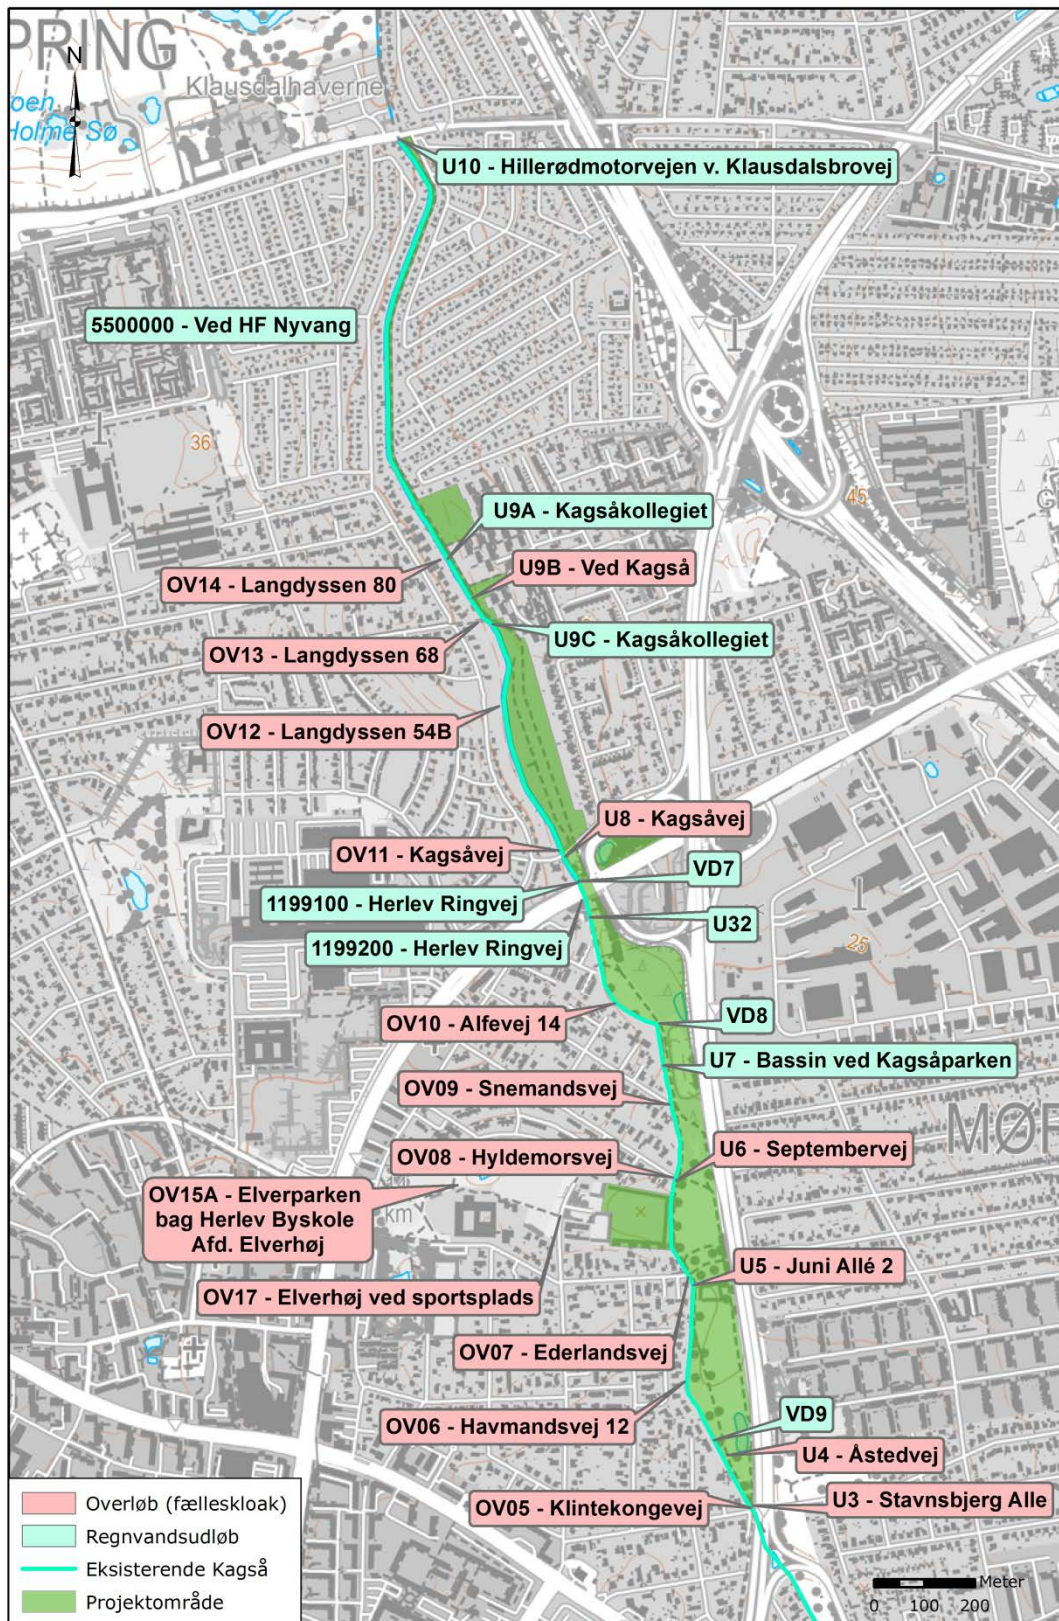 PRING
N
Klausdalhaverne
oen
Holme Sø
U10 - Hillerødmotorvejen v. Klausdalsbrovej
5500000 - Ved HF Nyvang
36
45
U9A - Kagsåkollegiet
OV14 - Langdyssen 80
U9B - Ved Kagså
OV13 - Langdyssen 68
U9C - Kagsåkollegiet
OV12 - Langdyssen 54B
U8 - Kagsåvej
OV11 - Kagsåvej
VD7
1199100 - Herlev Ringvej
U32
1199200 - Herlev Ringvej
25
OV10 - Alfevej 14
VD8
U7 - Bassin ved Kagsåparken
OV09 - Snemandsvej
MØR
U6 - Septembervej
OV08 - Hyldemorsvej
OV15A - Elverparken
bag Herlev Byskole
Afd. Elverhøj
km
U5 - Juni Allé 2
OV17 - Elverhøj ved sportsplads
OV07 - Ederlandsvej
VD9
OV06 - Havmandsvej 12
U4 - Åstedvej
U3 - Stavnsbjerg Alle
OV05 - Klintekongevej
Overløb (fælleskloak)
Regnvandsudløb
Eksisterende Kagså
Projektområde
Meter
0 100 200